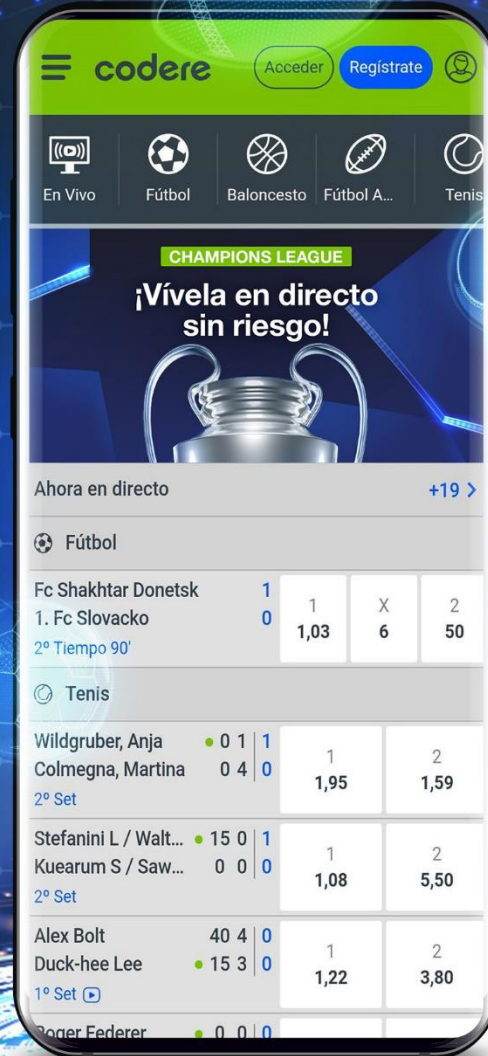 codere
Acceder
Regístrate
En Vivo
Fútbol
Baloncesto
Fútbol A...
Tenis
CHAMPIONS LEAGUE
¡Vívela en directo
sin riesgo!
Ahora en directo +19 >
Fútbol
Fc Shakhtar Donetsk 1
1. Fc Slovacko 0
2º Tiempo 90'
1 X 2
1,03 6 50
Tenis
Wildgruber, Anja 0 1 | 1
Colmegna, Martina 0 4 | 0
2º Set
1 2
1,95 1,59
Stefanini L / Walt... 15 0 | 1
Kuearum S / Saw... 0 0 | 0
2º Set
1 2
1,08 5,50
Alex Bolt 40 4 | 0
Duck-hee Lee 15 3 | 0
1º Set
1 2
1,22 3,80
Roger Federer 0 0 | 0